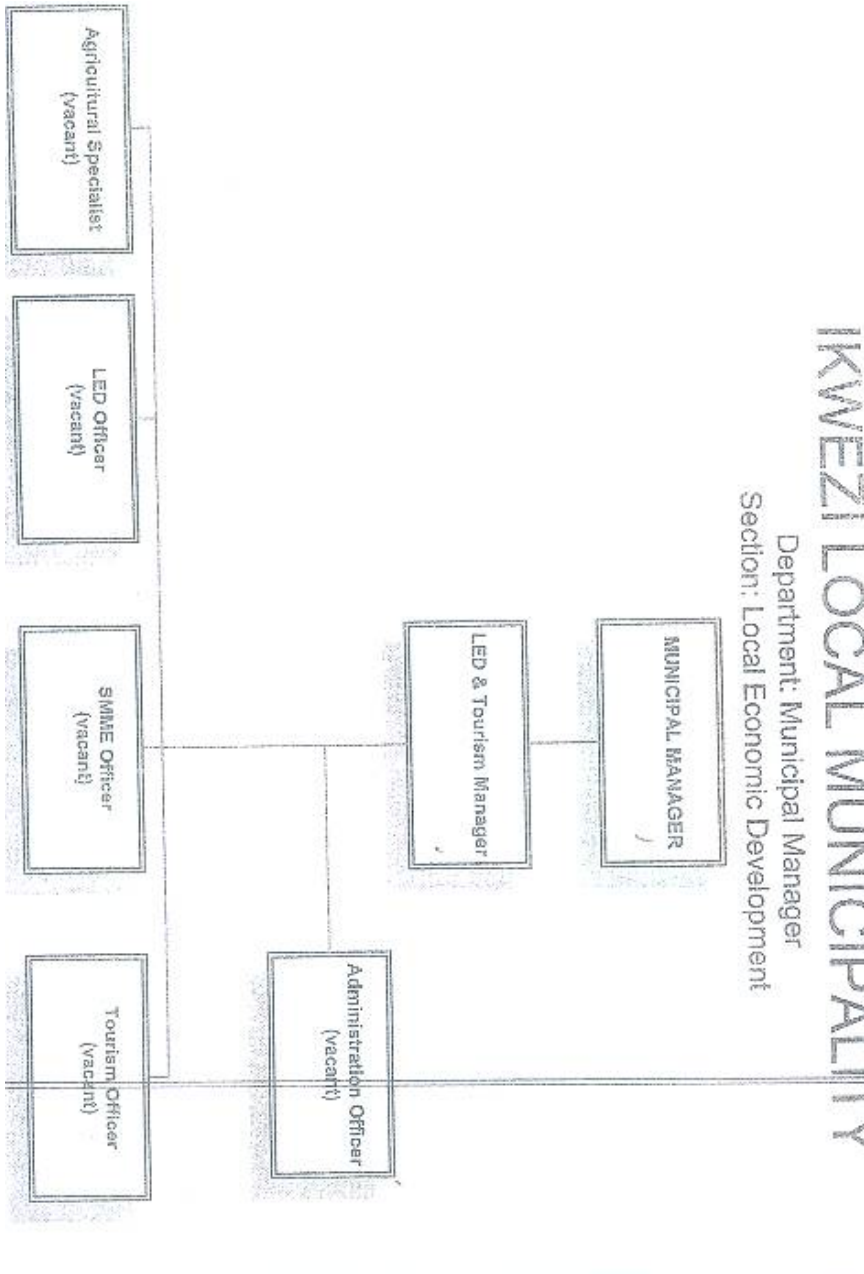 IKWEZI LOCAL MUNICIPALITY
Department: Municipal Manager
Section: Local Economic Development
MUNICIPAL MANAGER
LED & Tourism Manager
Administration Officer
(vacant)
Agricultural Specialist
(vacant)
LED Officer
(vacant)
SMME Officer
(vacant)
Tourism Officer
(vacant)